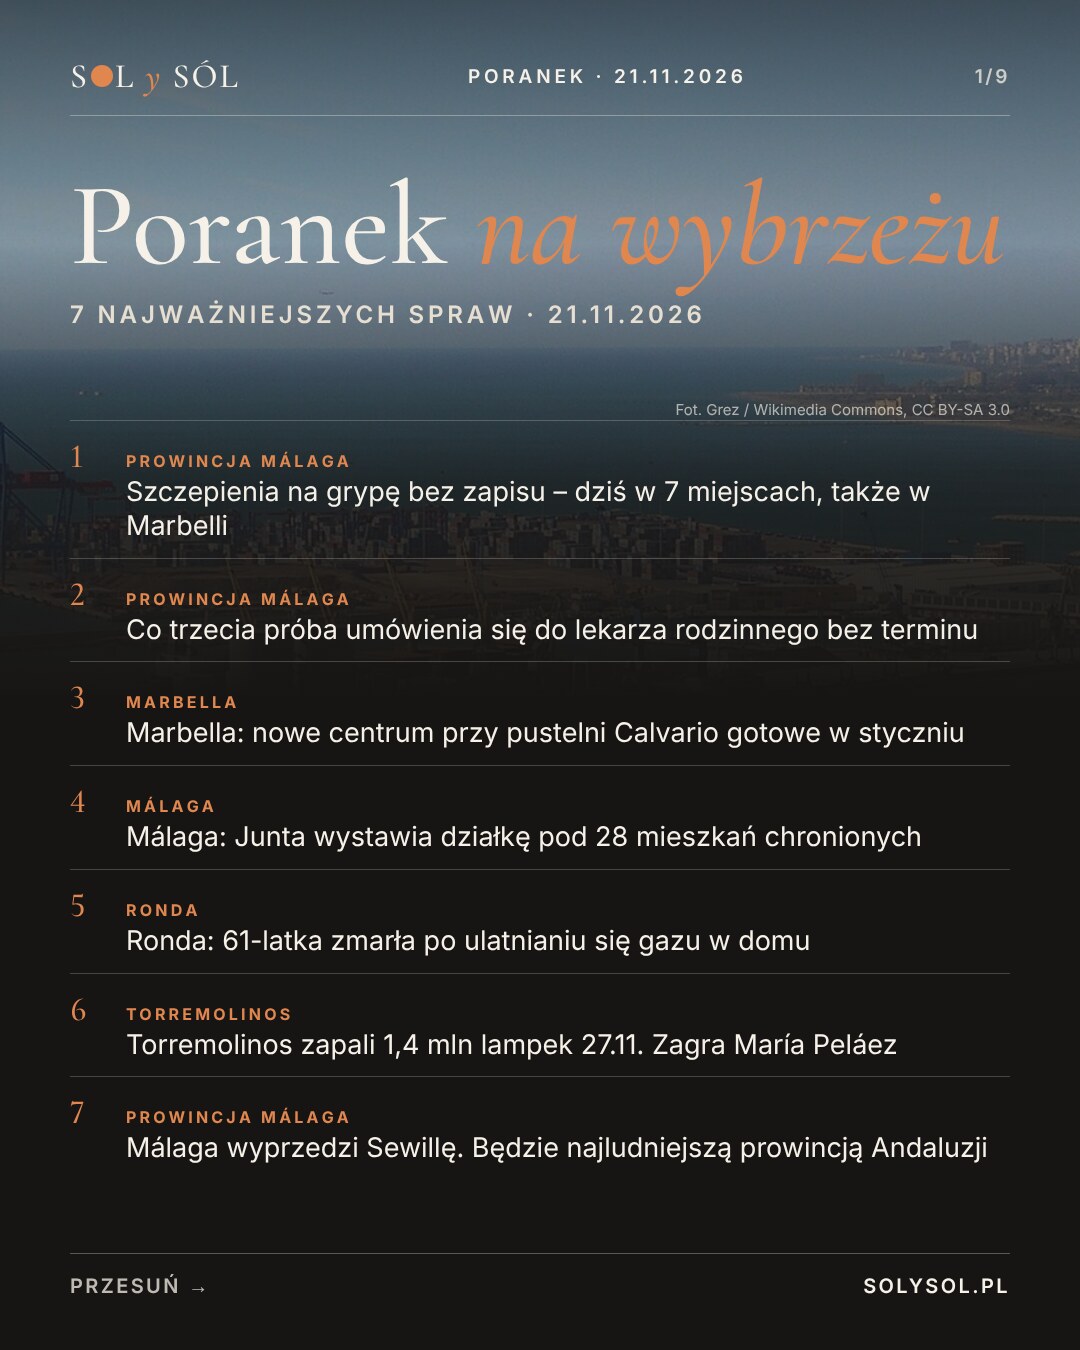 SOL y SÓL
PORANEK · 21.11.2026
1/9
Poranek na wybrzeżu
7 NAJWAŻNIEJSZYCH SPRAW · 21.11.2026
Fot. Grez / Wikimedia Commons, CC BY-SA 3.0
1 PROWINCJA MÁLAGA
Szczepienia na grypę bez zapisu – dziś w 7 miejscach, także w
Marbelli
2 PROWINCJA MÁLAGA
Co trzecia próba umówienia się do lekarza rodzinnego bez terminu
3 MARBELLA
Marbella: nowe centrum przy pustelni Calvario gotowe w styczniu
4 MÁLAGA
Málaga: Junta wystawia działkę pod 28 mieszkań chronionych
5 RONDA
Ronda: 61-latka zmarła po ulatnianiu się gazu w domu
6 TORREMOLINOS
Torremolinos zapali 1,4 mln lampek 27.11. Zagra María Peláez
7 PROWINCJA MÁLAGA
Málaga wyprzedzi Sewillę. Będzie najludniejszą prowincją Andaluzji
PRZESUŃ →
SOLYSOL.PL